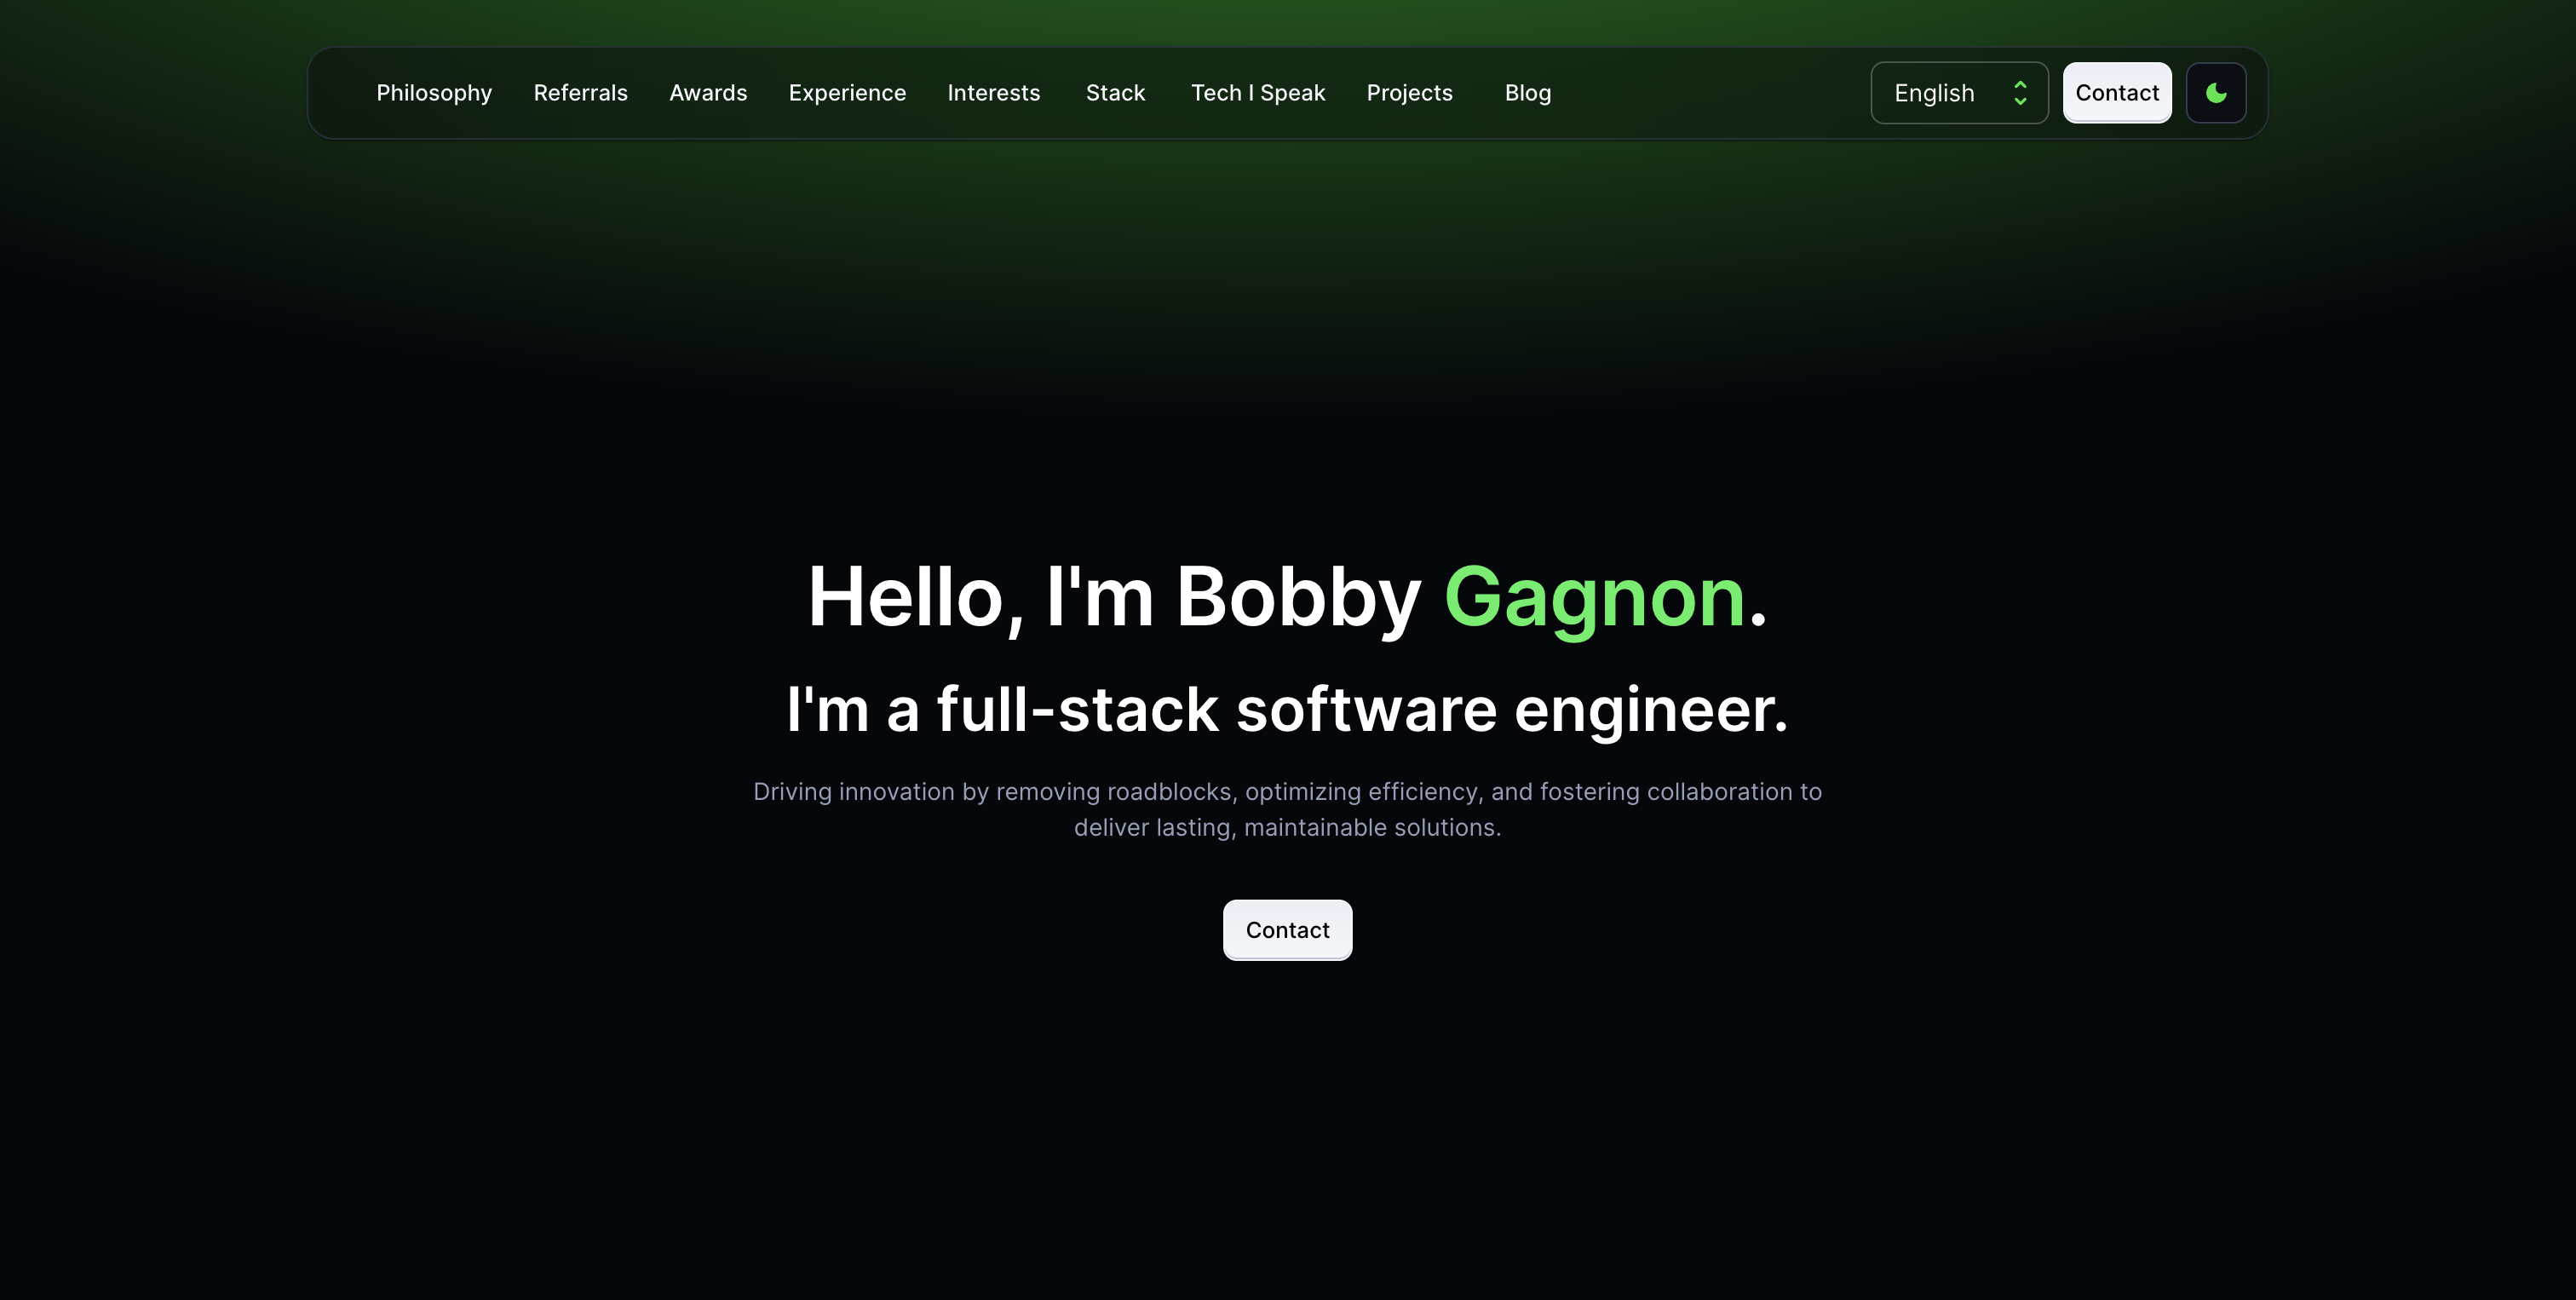 Philosophy Referrals Awards Experience Interests Stack Tech I Speak Projects Blog English Contact
Hello, I'm Bobby Gagnon.
I'm a full-stack software engineer.
Driving innovation by removing roadblocks, optimizing efficiency, and fostering collaboration to
deliver lasting, maintainable solutions.
Contact